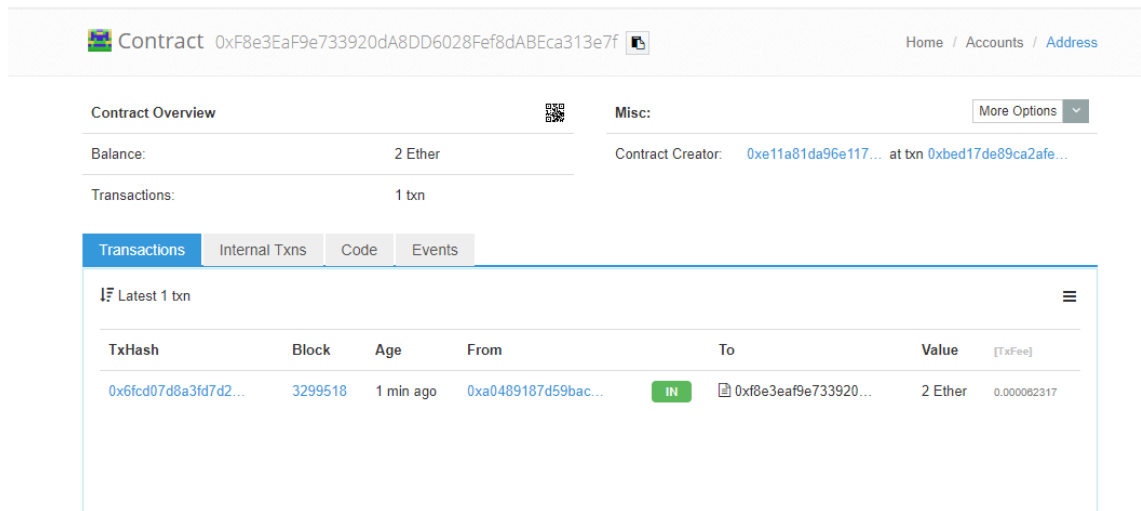 Contract 0xF8e3EaF9e733920dA8DD6028Fef8dABEca313e7f
Home / Accounts / Address
Contract Overview
Balance: 2 Ether
Transactions: 1 txn
Misc:
More Options
Contract Creator: 0xe11a81da96e117... at txn 0xbed17de89ca2afe...
Transactions Internal Txns Code Events
Latest 1 txn
TxHash Block Age From To Value [TxFee]
0x6fcd07d8a3fd7d2... 3299518 1 min ago 0xa0489187d59bac... IN 0xf8e3eaf9e733920... 2 Ether 0.000062317